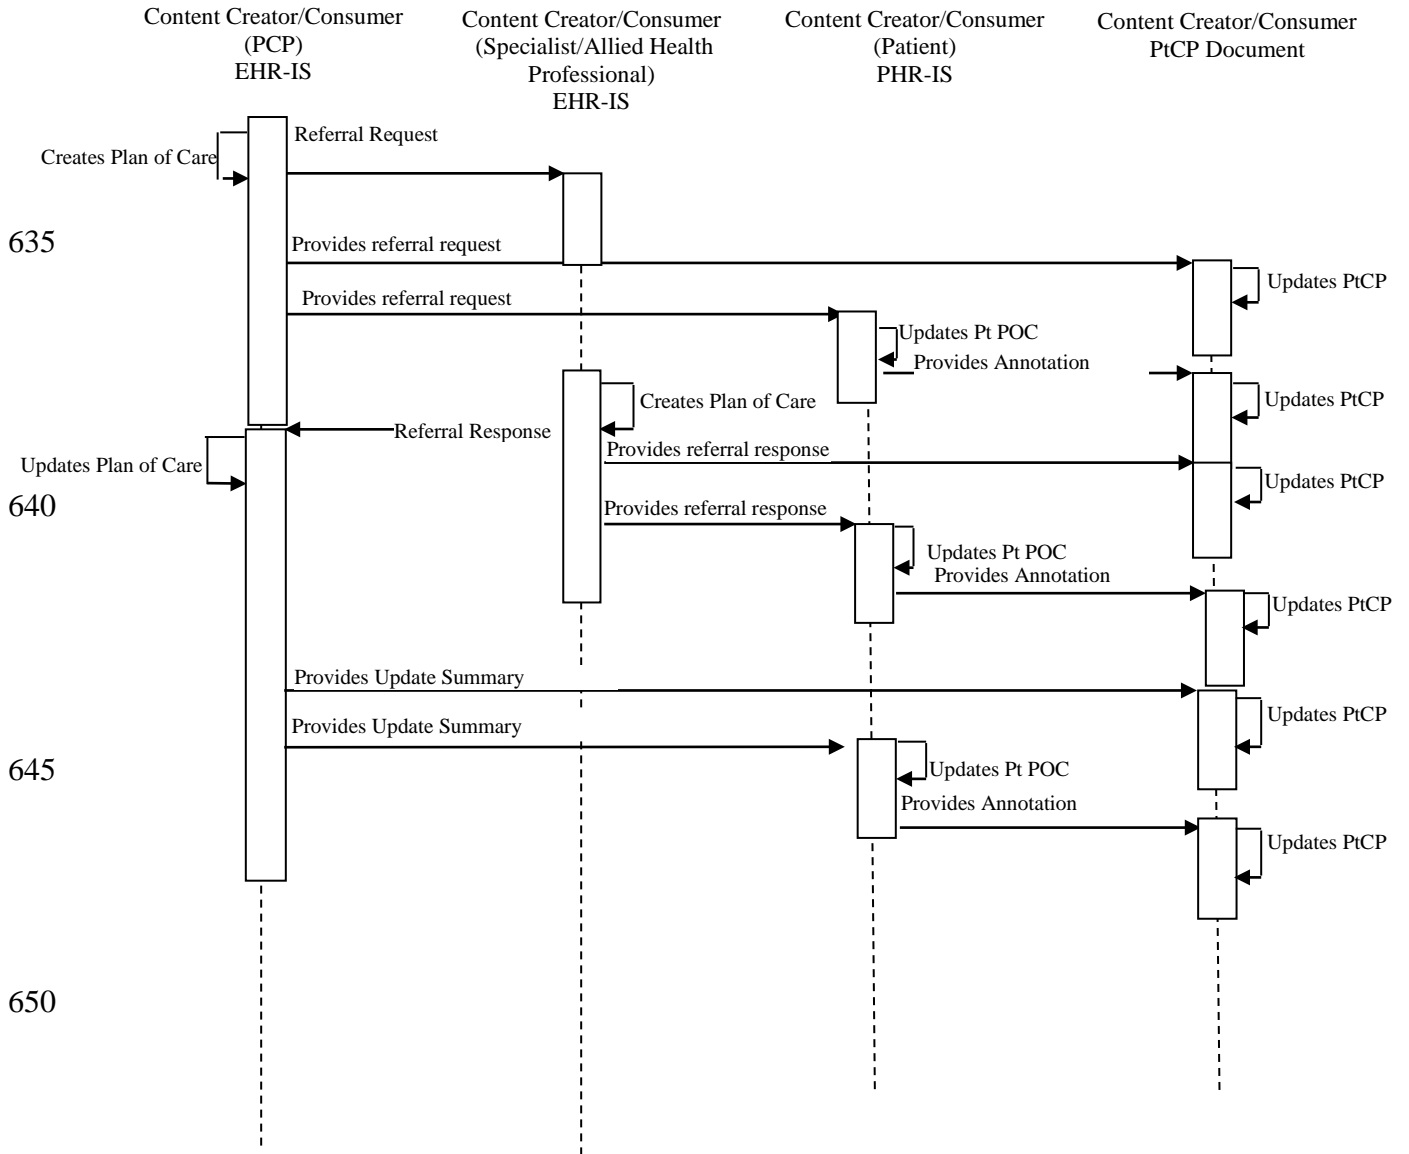 Content Creator/Consumer
(PCP)
EHR-IS
Content Creator/Consumer
(Specialist/Allied Health
Professional)
EHR-IS
Content Creator/Consumer
(Patient)
PHR-IS
Content Creator/Consumer
PtCP Document
Referral Request
Creates Plan of Care
635
Provides referral request
Updates PtCP
Provides referral request
Updates Pt POC
Provides Annotation
Creates Plan of Care
Updates PtCP
Referral Response
Provides referral response
Updates Plan of Care
Updates PtCP
640
Provides referral response
Updates Pt POC
Provides Annotation
Updates PtCP
Provides Update Summary
Updates PtCP
Provides Update Summary
645
Updates Pt POC
Provides Annotation
Updates PtCP
650